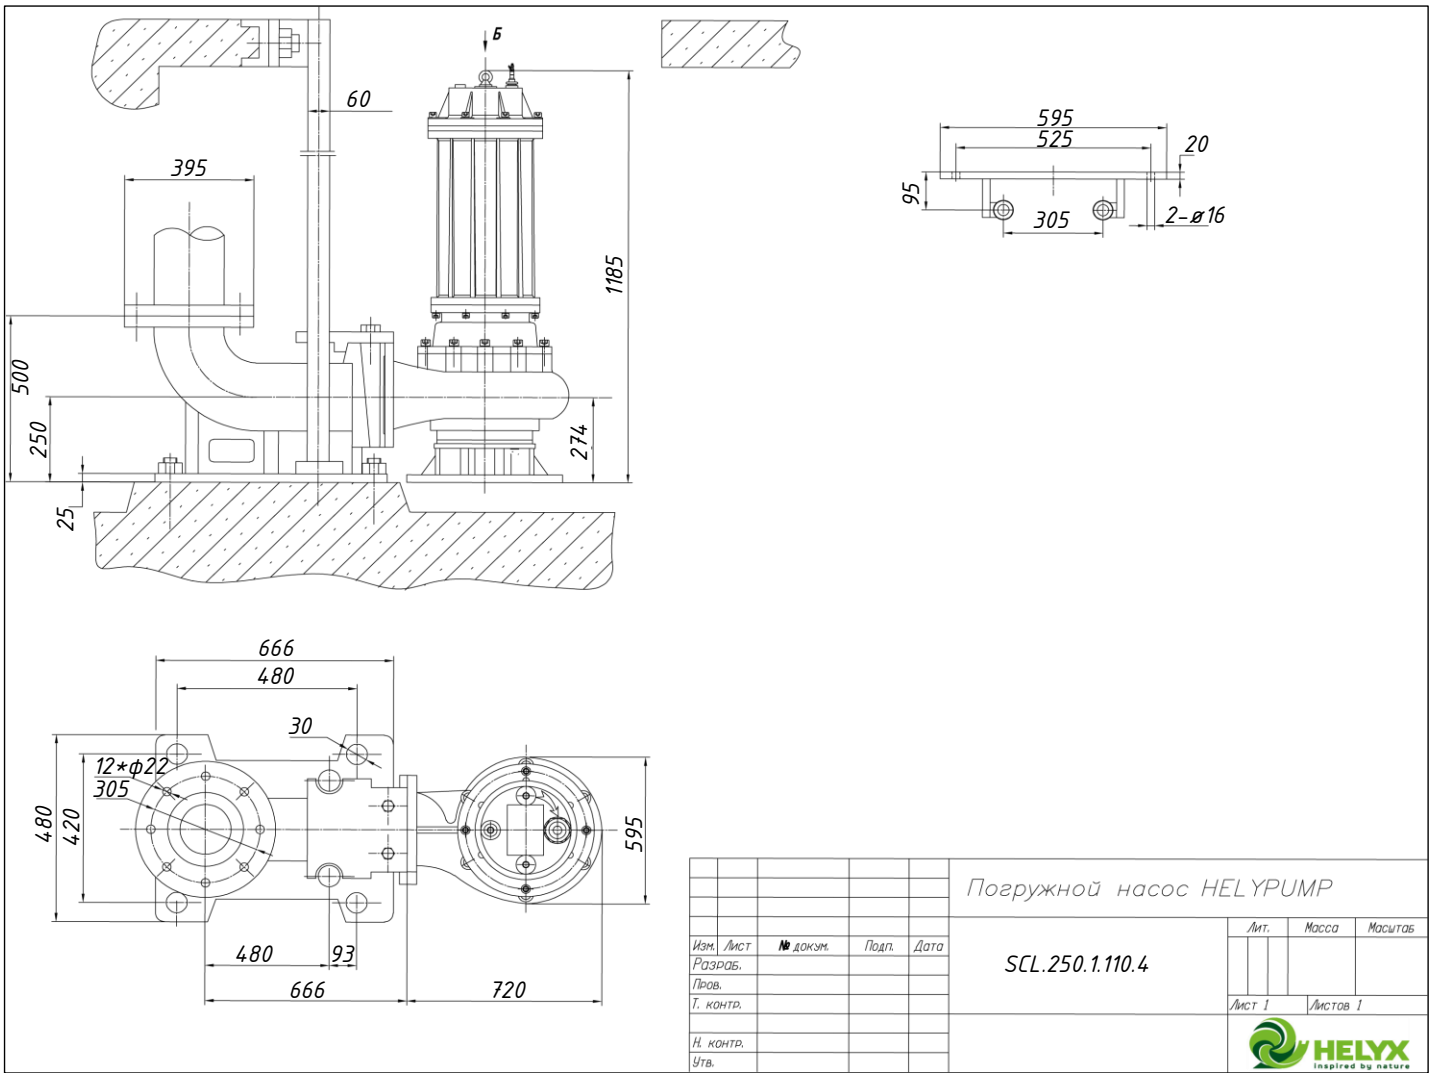 Б
60
395
1185
500
250
274
25
595
525
20
95
305
2-ø16
666
480
30
12*ф22
305
480
420
595
480
93
666
720
Погружной насос HELYPUMP
Лит.
Масса
Масштаб
Изм.
Лист
№ докум.
Подп.
Дата
Разраб.
SCL.250.1.110.4
Пров.
Т. контр.
Лист 1
Листов 1
Н. контр.
Утв.
HELYX
Inspired by nature